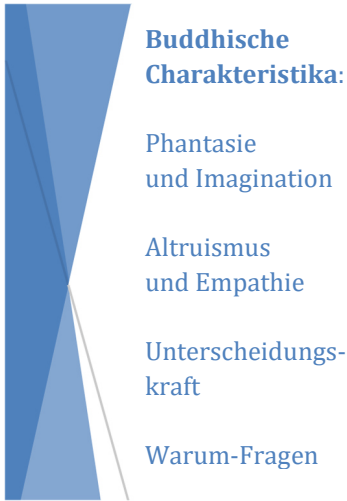 Buddhische
Charakteristika:
Phantasie
und Imagination
Altruismus
und Empathie
Unterscheidungs-
kraft
Warum-Fragen